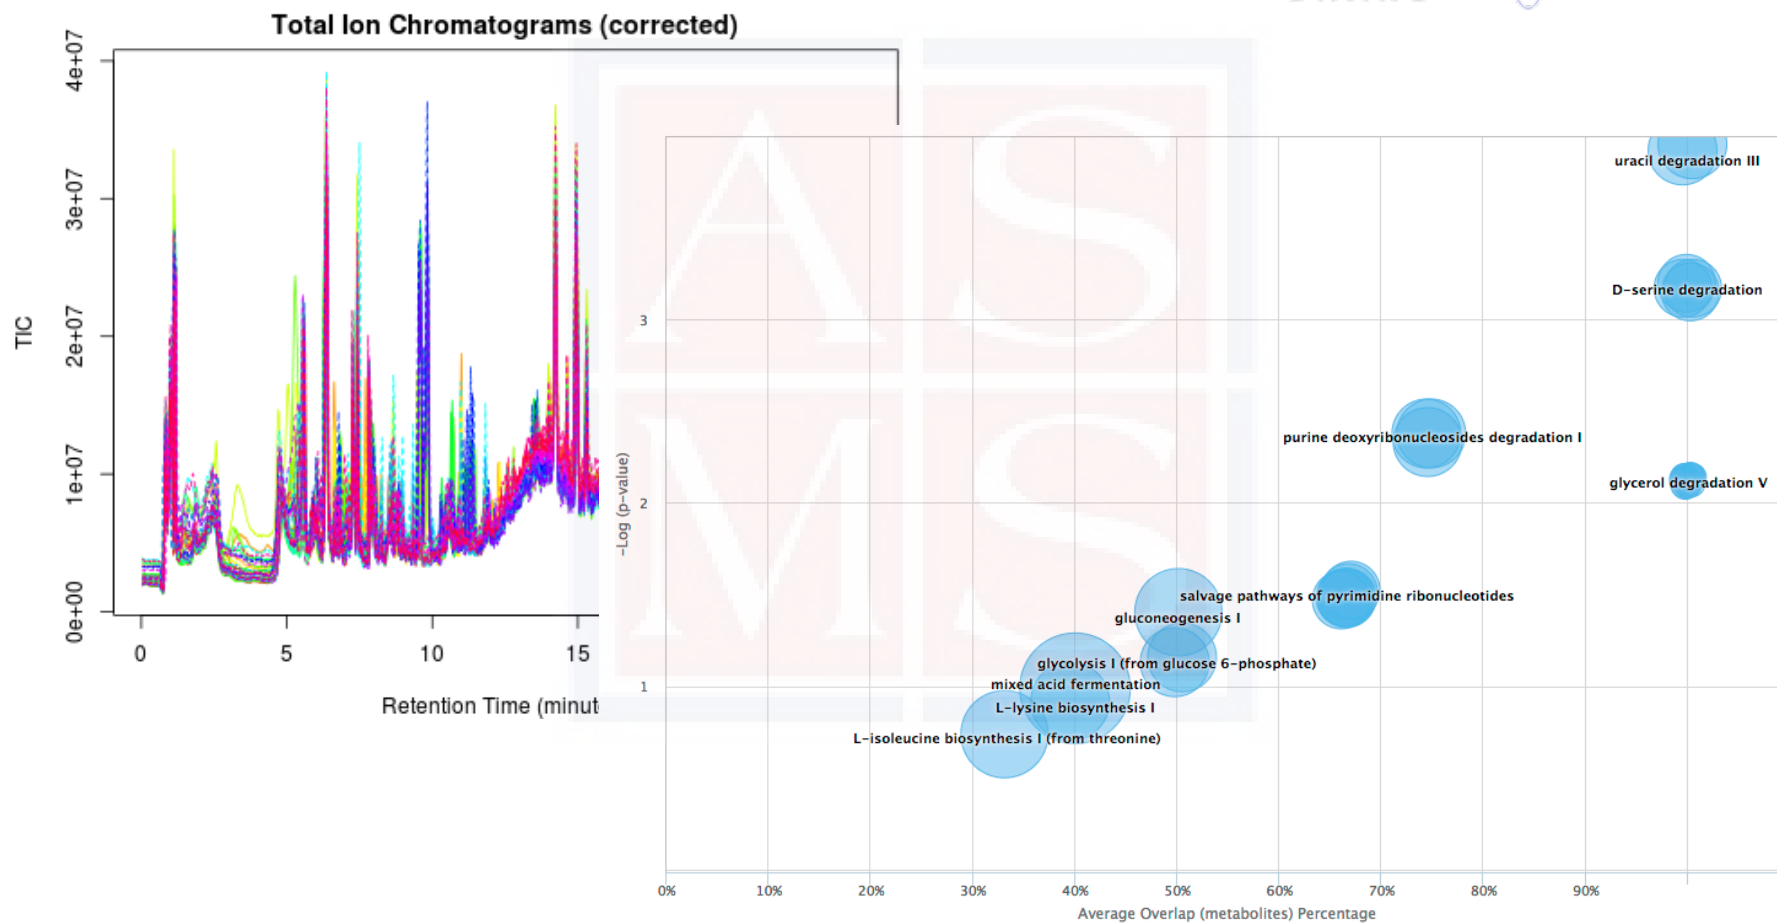 Total Ion Chromatograms (corrected)
4e+07
3e+07
2e+07
1e+07
0e+00
TIC
0
5
10
15
Retention Time (minut
A S
M S
3
2
1
-Log (p-value)
uracil degradation III
D-serine degradation
purine deoxyribonucleosides degradation I
glycerol degradation V
salvage pathways of pyrimidine ribonucleotides
gluconeogenesis I
glycolysis I (from glucose 6-phosphate)
mixed acid fermentation
L-lysine biosynthesis I
L-isoleucine biosynthesis I (from threonine)
0%
10%
20%
30%
40%
50%
60%
70%
80%
90%
Average Overlap (metabolites) Percentage